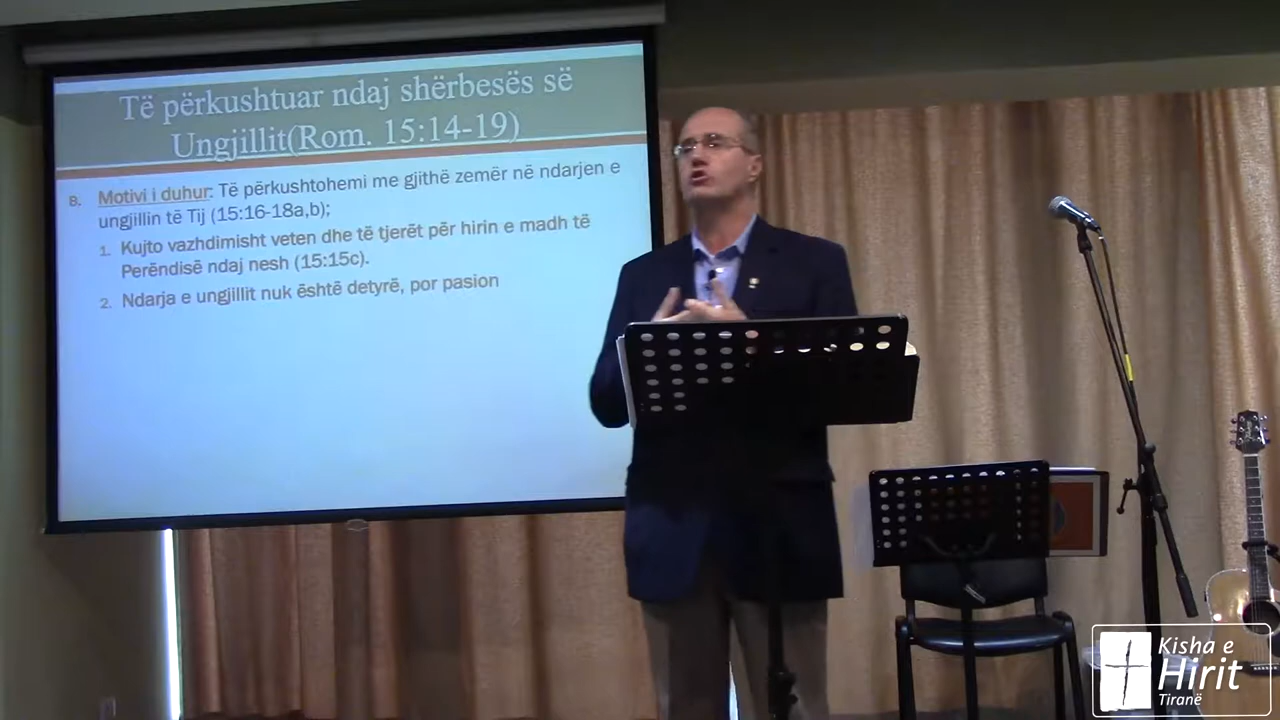 Të përkushtuar ndaj shërbesës së
Ungjillit(Rom. 15:14-19)
B. Motivi i duhur: Të përkushtohemi me gjithë zemër në ndarjen e
ungjillin të Tij (15:16-18a,b);
1. Kujto vazhdimisht veten dhe të tjerët për hirin e madh të
Perëndisë ndaj nesh (15:15c).
2. Ndarja e ungjillit nuk është detyrë, por pasion
Kisha e
Hirit
Tiranë